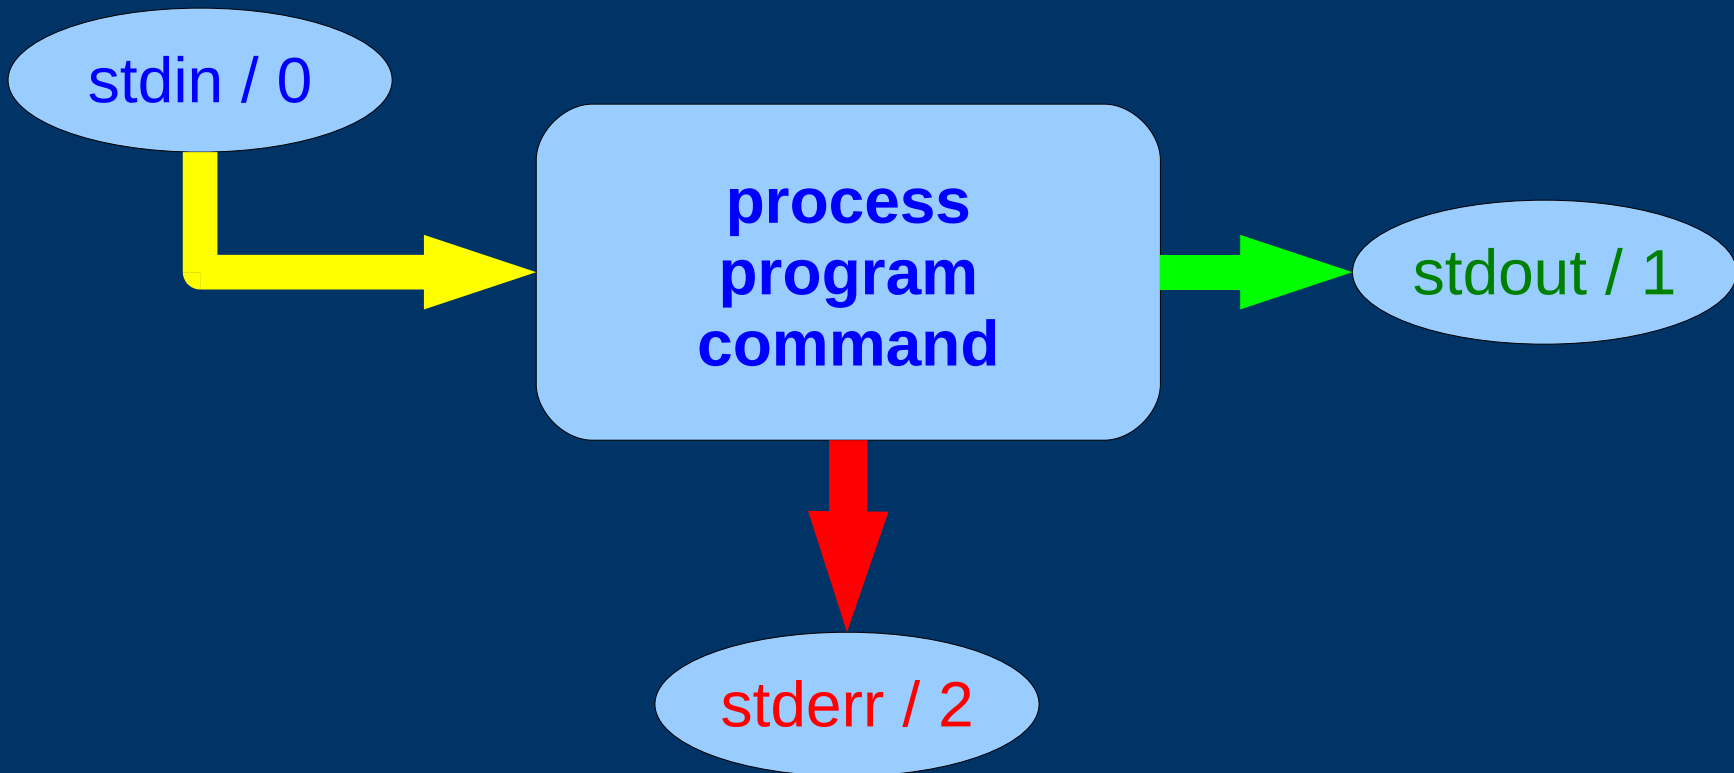 stdin / 0
process
program
command
stdout / 1
stderr / 2